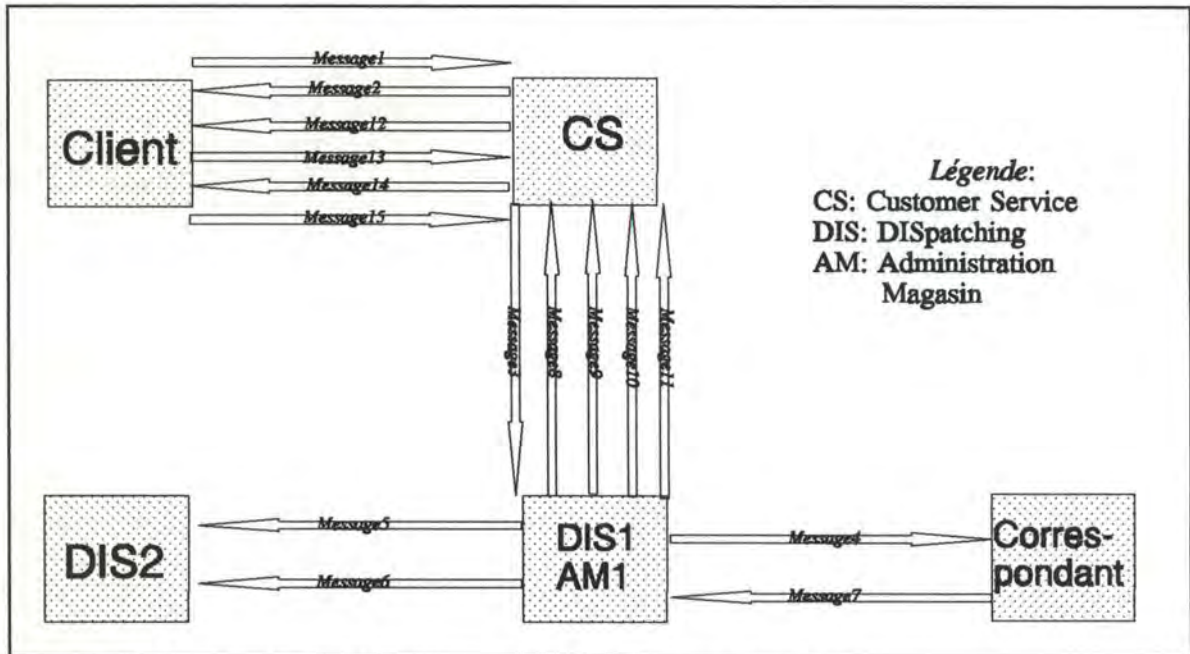 Message1
Message2
Message12
Message13
Message14
Message15
Client
CS
Légende:
CS: Customer Service
DIS: DISpatching
AM: Administration
Magasin
Message3
Message8
Message9
Message10
Message11
DIS2
Message5
Message6
DIS1
AM1
Message4
Message7
Corres-
pondant